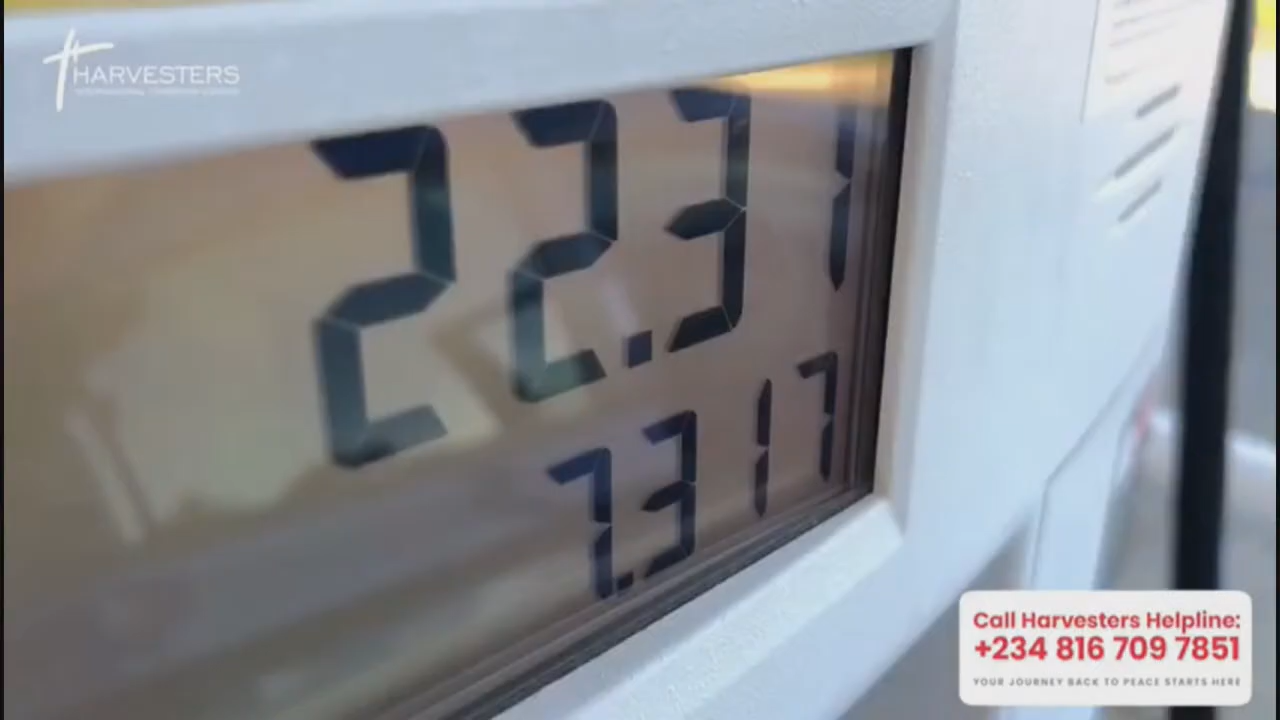 HARVESTERS
22.31
7.317
Call Harvesters Helpline:
+234 816 709 7851
YOUR JOURNEY BACK TO PEACE STARTS HERE